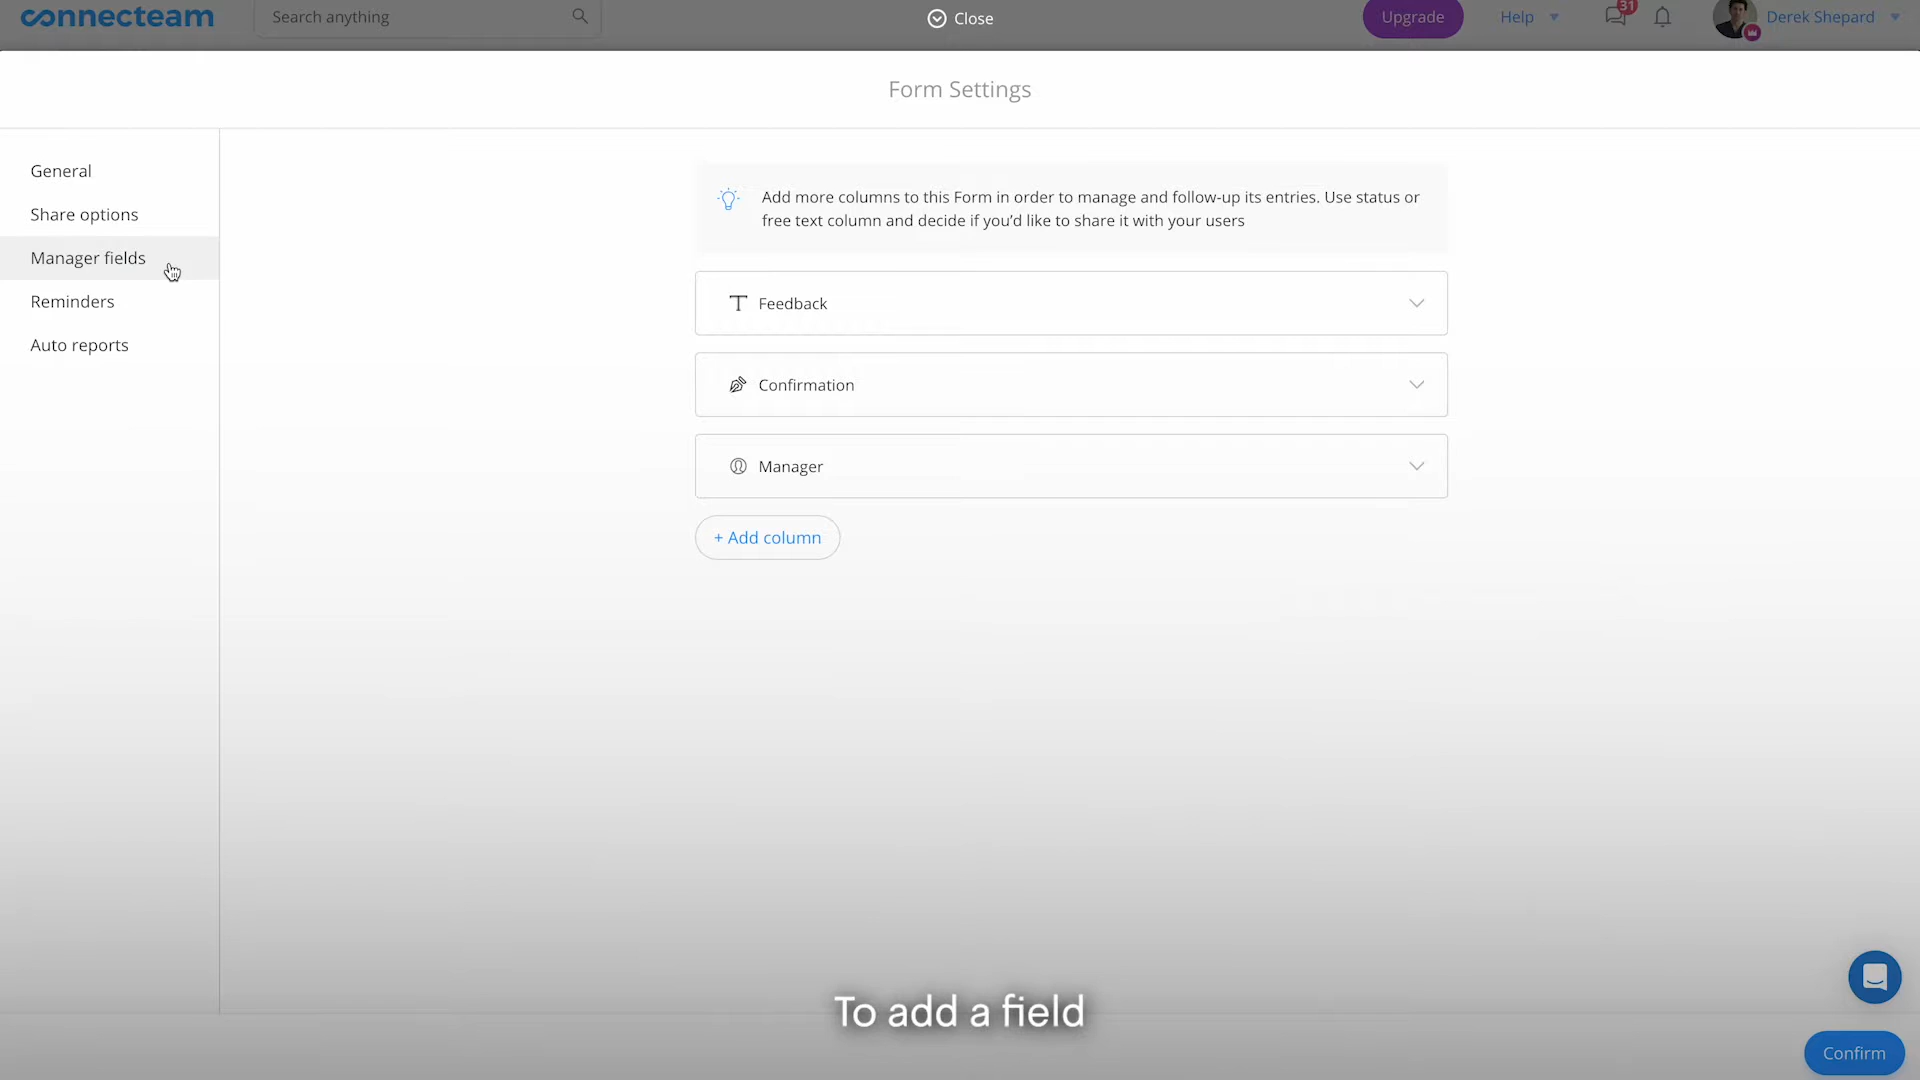 connecteam
Search anything
Close
Upgrade
Help
31
Derek Shepard
Form Settings
General
Share options
Manager fields
Reminders
Auto reports
Add more columns to this Form in order to manage and follow-up its entries. Use status or
free text column and decide if you’d like to share it with your users
Feedback
Confirmation
Manager
+ Add column
To add a field
Confirm